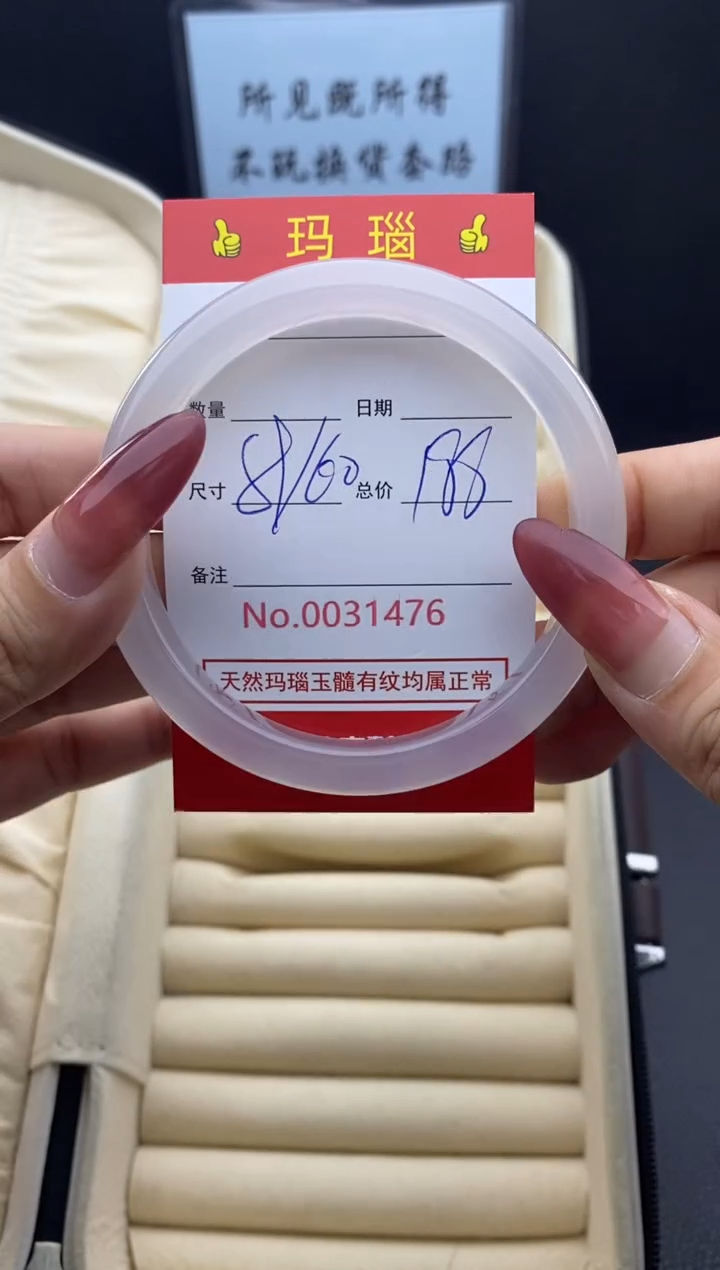 所见既所得
不玩换货套路
玛瑙
数量 日期
尺寸 58/60 总价 188
备注
No.0031476
天然玛瑙玉髓有纹均属正常